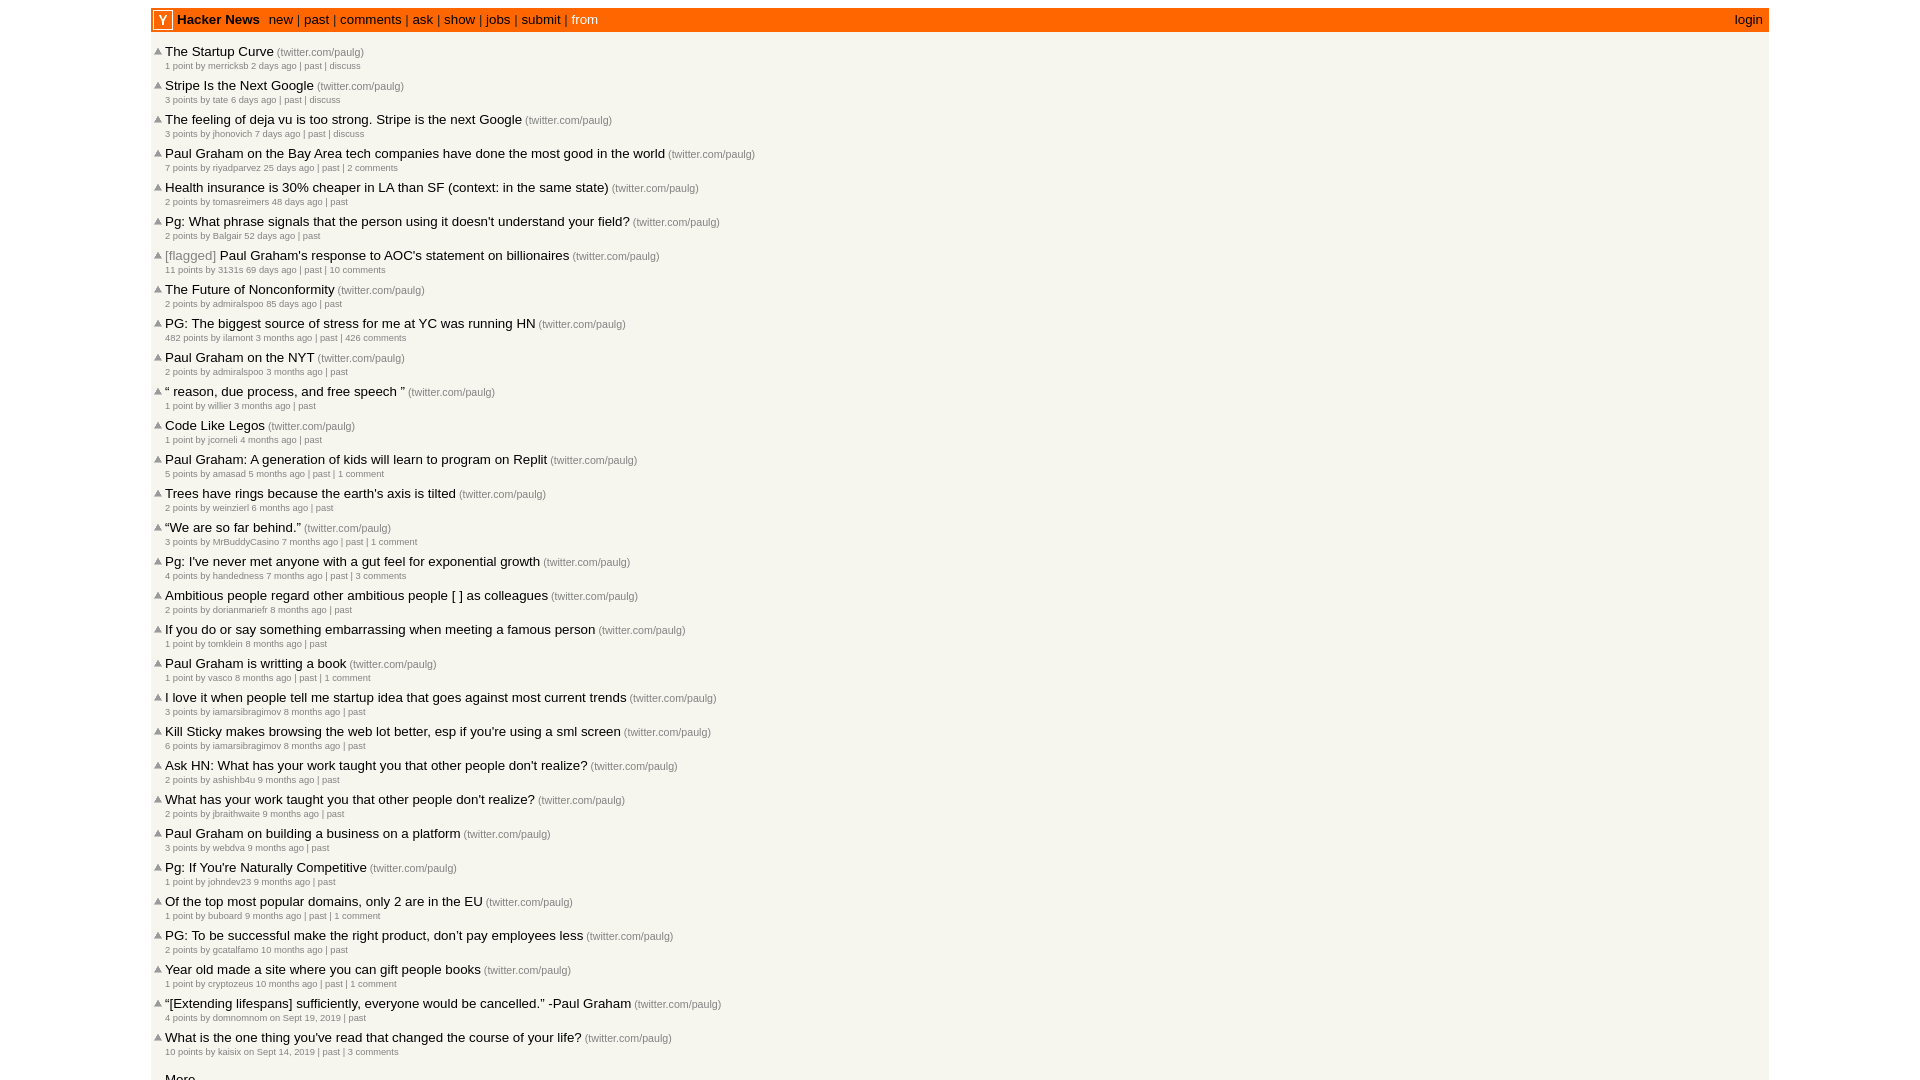 Y Hacker News new | past | comments | ask | show | jobs | submit | from login
The Startup Curve (twitter.com/paulg)
1 point by merricksb 2 days ago | past | discuss
Stripe Is the Next Google (twitter.com/paulg)
3 points by tate 6 days ago | past | discuss
The feeling of deja vu is too strong. Stripe is the next Google (twitter.com/paulg)
3 points by jhonovich 7 days ago | past | discuss
Paul Graham on the Bay Area tech companies have done the most good in the world (twitter.com/paulg)
7 points by riyadparvez 25 days ago | past | 2 comments
Health insurance is 30% cheaper in LA than SF (context: in the same state) (twitter.com/paulg)
2 points by tomasreimers 48 days ago | past
Pg: What phrase signals that the person using it doesn't understand your field? (twitter.com/paulg)
2 points by Balgair 52 days ago | past
[flagged] Paul Graham's response to AOC's statement on billionaires (twitter.com/paulg)
11 points by 3131s 69 days ago | past | 10 comments
The Future of Nonconformity (twitter.com/paulg)
2 points by admiralspoo 85 days ago | past
PG: The biggest source of stress for me at YC was running HN (twitter.com/paulg)
482 points by ilamont 3 months ago | past | 426 comments
Paul Graham on the NYT (twitter.com/paulg)
2 points by admiralspoo 3 months ago | past
“ reason, due process, and free speech ” (twitter.com/paulg)
1 point by willier 3 months ago | past
Code Like Legos (twitter.com/paulg)
1 point by jcorneli 4 months ago | past
Paul Graham: A generation of kids will learn to program on Replit (twitter.com/paulg)
5 points by amasad 5 months ago | past | 1 comment
Trees have rings because the earth's axis is tilted (twitter.com/paulg)
2 points by weinzierl 6 months ago | past
“We are so far behind.” (twitter.com/paulg)
3 points by MrBuddyCasino 7 months ago | past | 1 comment
Pg: I've never met anyone with a gut feel for exponential growth (twitter.com/paulg)
4 points by handedness 7 months ago | past | 3 comments
Ambitious people regard other ambitious people [ ] as colleagues (twitter.com/paulg)
2 points by dorianmariefr 8 months ago | past
If you do or say something embarrassing when meeting a famous person (twitter.com/paulg)
1 point by tomklein 8 months ago | past
Paul Graham is writting a book (twitter.com/paulg)
1 point by vasco 8 months ago | past | 1 comment
I love it when people tell me startup idea that goes against most current trends (twitter.com/paulg)
3 points by iamarsibragimov 8 months ago | past
Kill Sticky makes browsing the web lot better, esp if you're using a sml screen (twitter.com/paulg)
6 points by iamarsibragimov 8 months ago | past
Ask HN: What has your work taught you that other people don't realize? (twitter.com/paulg)
2 points by ashishb4u 9 months ago | past
What has your work taught you that other people don't realize? (twitter.com/paulg)
2 points by jbraithwaite 9 months ago | past
Paul Graham on building a business on a platform (twitter.com/paulg)
3 points by webdva 9 months ago | past
Pg: If You're Naturally Competitive (twitter.com/paulg)
1 point by johndev23 9 months ago | past
Of the top most popular domains, only 2 are in the EU (twitter.com/paulg)
1 point by buboard 9 months ago | past | 1 comment
PG: To be successful make the right product, don’t pay employees less (twitter.com/paulg)
2 points by gcatalfamo 10 months ago | past
Year old made a site where you can gift people books (twitter.com/paulg)
1 point by cryptozeus 10 months ago | past | 1 comment
“[Extending lifespans] sufficiently, everyone would be cancelled.” -Paul Graham (twitter.com/paulg)
4 points by domnomnom on Sept 19, 2019 | past
What is the one thing you've read that changed the course of your life? (twitter.com/paulg)
10 points by kaisix on Sept 14, 2019 | past | 3 comments
More